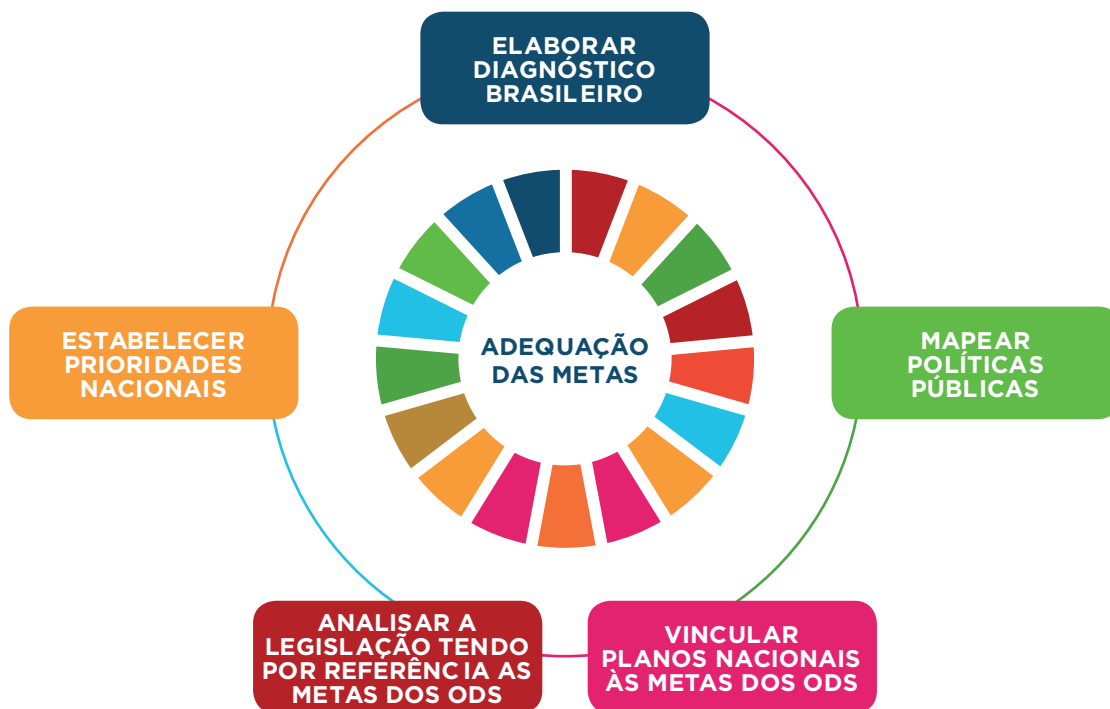 ELABORAR
DIAGNÓSTICO
BRASILEIRO
ESTABELECER
PRIORIDADES
NACIONAIS
ADEQUAÇÃO
DAS METAS
MAPEAR
POLÍTICAS
PÚBLICAS
ANALISAR A
LEGISLAÇÃO TENDO
POR REFERÊNCIA AS
METAS DOS ODS
VINCULAR
PLANOS NACIONAIS
ÀS METAS DOS ODS